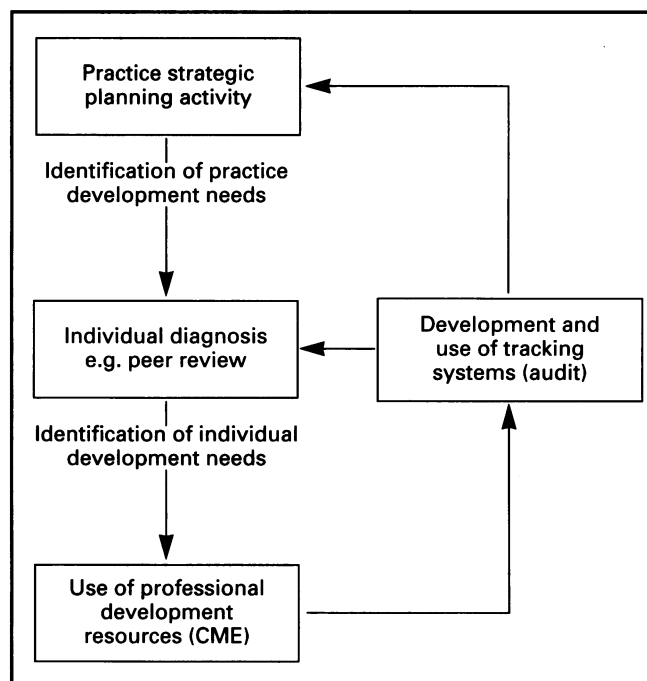 Practice strategic
planning activity
Identification of practice
development needs
Individual diagnosis
e.g. peer review
Development and
use of tracking
systems (audit)
Identification of individual
development needs
Use of professional
development
resources (CME)